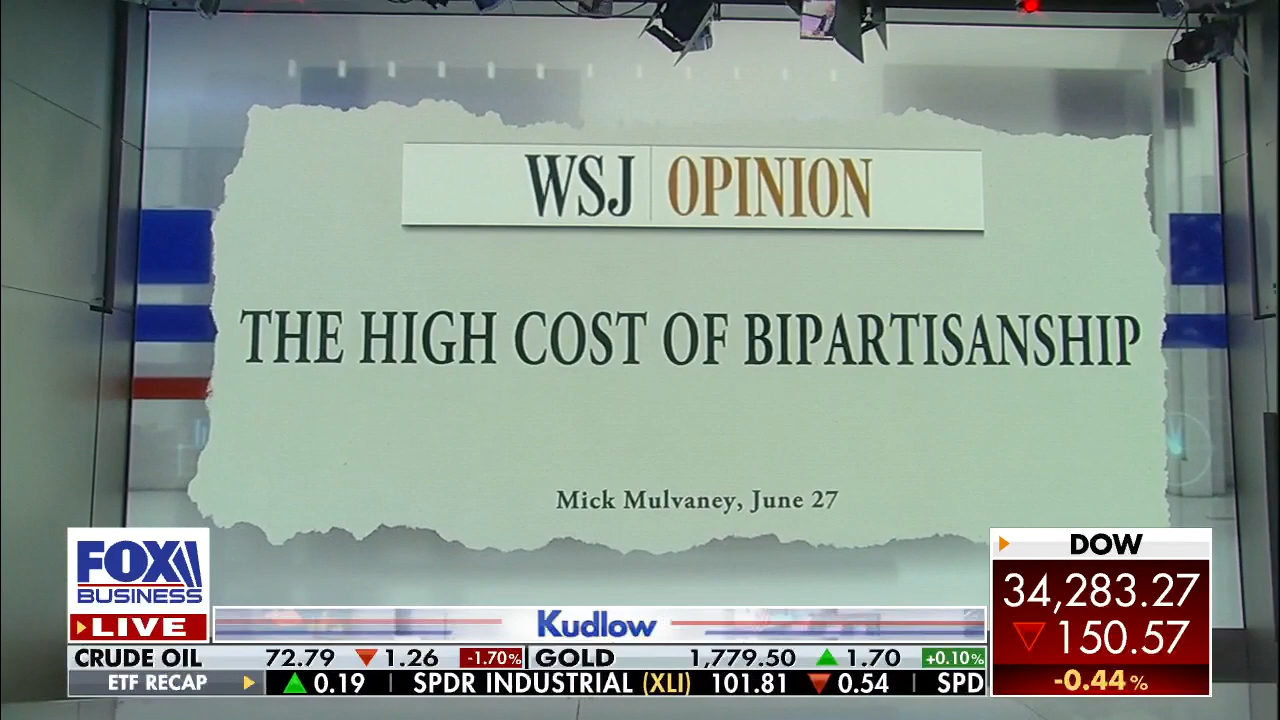 WSJ OPINION
THE HIGH COST OF BIPARTISANSHIP
Mick Mulvaney, June 27
FOX
BUSINESS
LIVE
Kudlow
CRUDE OIL 72.79 1.26 -1.70% GOLD 1,779.50 1.70 +0.10%
ETF RECAP 0.19 SPDR INDUSTRIAL (XLI) 101.81 0.54 SPD
DOW
34,283.27
150.57
-0.44%